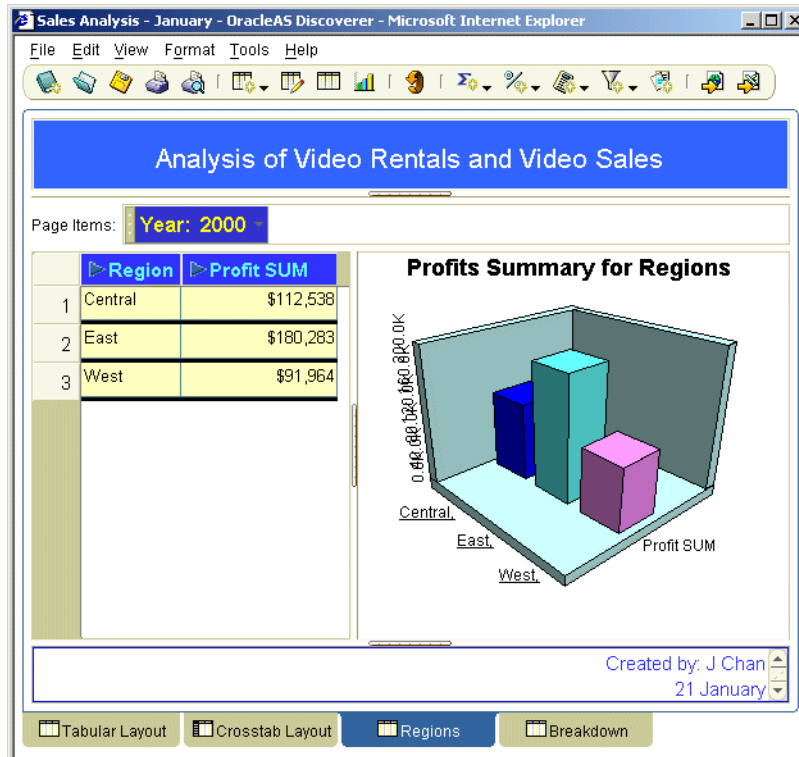 Sales Analysis - January - OracleAS Discoverer - Microsoft Internet Explorer
File Edit View Format Tools Help
Analysis of Video Rentals and Video Sales
Page Items: Year: 2000
Region Profit SUM
1 Central $112,538
2 East $180,283
3 West $91,964
Profits Summary for Regions
Central,
East,
West,
Profit SUM
Created by: J Chan
21 January
Tabular Layout Crosstab Layout Regions Breakdown